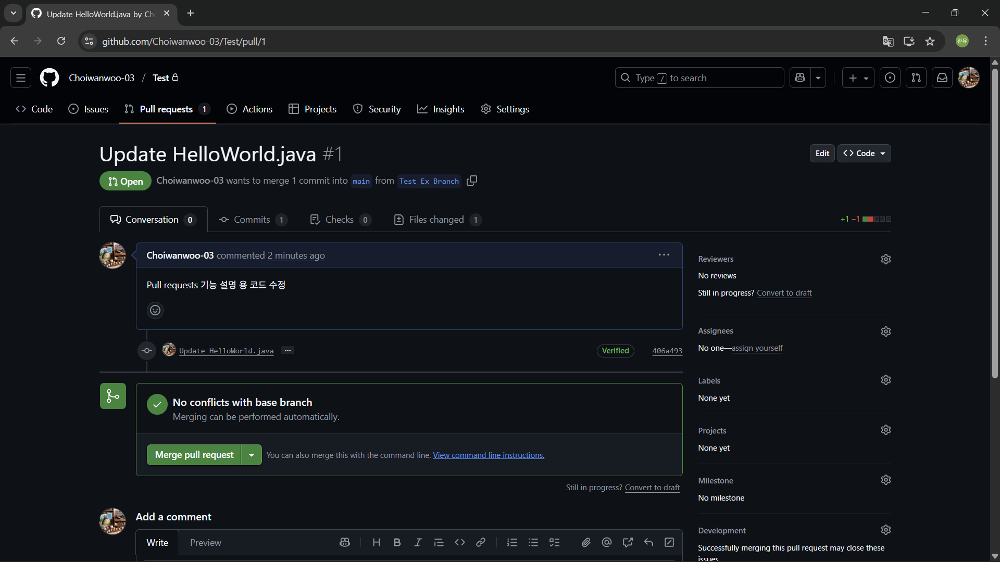 Update HelloWorld.java by Ch
github.com/Choiwanwoo-03/Test/pull/1
완유
Choiwanwoo-03 / Test
Type / to search
Code
Issues
Pull requests 1
Actions
Projects
Security
Insights
Settings
Update HelloWorld.java #1
Edit
Code
Open
Choiwanwoo-03 wants to merge 1 commit into main from Test_Ex_Branch
Conversation 0
Commits 1
Checks 0
Files changed 1
+1 −1
Choiwanwoo-03 commented 2 minutes ago
Pull requests 기능 설명 용 코드 수정
Update HelloWorld.java
Verified
406a493
No conflicts with base branch
Merging can be performed automatically.
Merge pull request
You can also merge this with the command line. View command line instructions.
Still in progress? Convert to draft
Add a comment
Write
Preview
Reviewers
No reviews
Still in progress? Convert to draft
Assignees
No one—assign yourself
Labels
None yet
Projects
None yet
Milestone
No milestone
Development
Successfully merging this pull request may close these
issues.